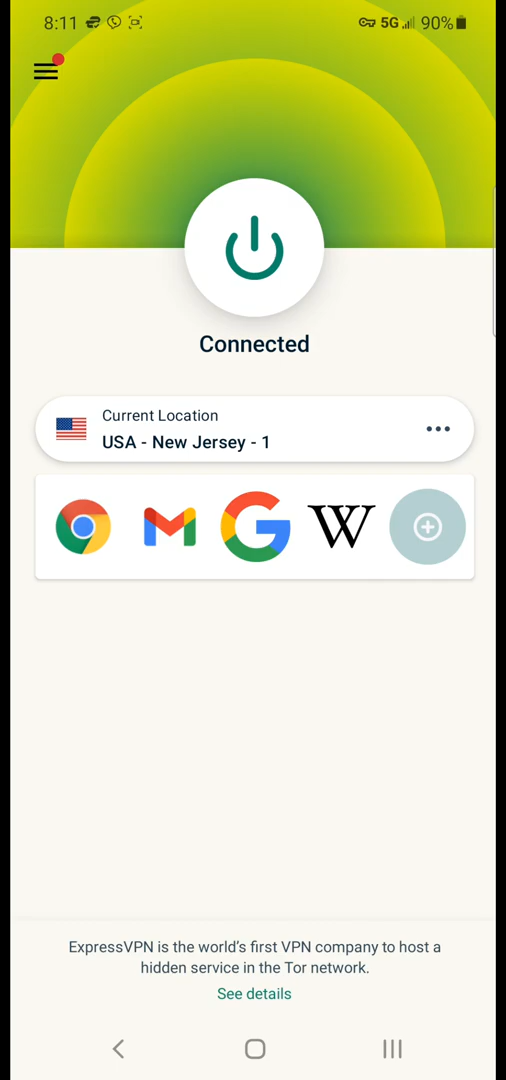 8:11 5G 90%
Connected
Current Location
USA - New Jersey - 1
W
ExpressVPN is the world's first VPN company to host a
hidden service in the Tor network.
See details